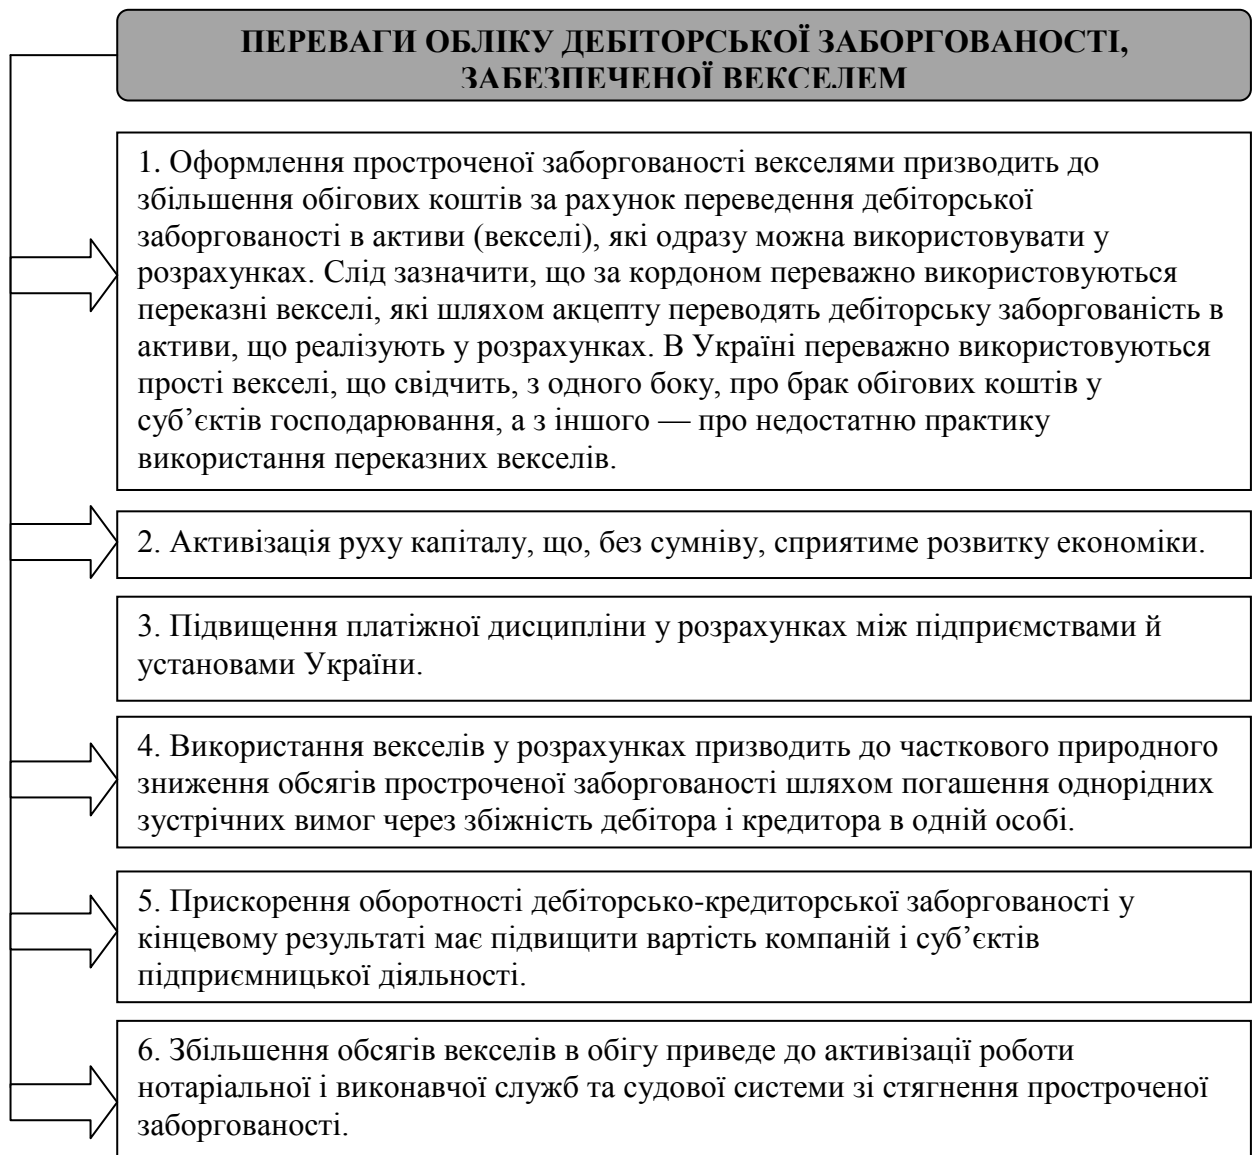 ПЕРЕВАГИ ОБЛІКУ ДЕБІТОРСЬКОЇ ЗАБОРГОВАНОСТІ,
ЗАБЕЗПЕЧЕНОЇ ВЕКСЕЛЕМ
1. Оформлення простроченої заборгованості векселями призводить до
збільшення обігових коштів за рахунок переведення дебіторської
заборгованості в активи (векселі), які одразу можна використовувати у
розрахунках. Слід зазначити, що за кордоном переважно використовуються
переказні векселі, які шляхом акцепту переводять дебіторську заборгованість в
активи, що реалізують у розрахунках. В Україні переважно використовуються
прості векселі, що свідчить, з одного боку, про брак обігових коштів у
суб’єктів господарювання, а з іншого — про недостатню практику
використання переказних векселів.
2. Активізація руху капіталу, що, без сумніву, сприятиме розвитку економіки.
3. Підвищення платіжної дисципліни у розрахунках між підприємствами й
установами України.
4. Використання векселів у розрахунках призводить до часткового природного
зниження обсягів простроченої заборгованості шляхом погашення однорідних
зустрічних вимог через збіжність дебітора і кредитора в одній особі.
5. Прискорення оборотності дебіторсько-кредиторської заборгованості у
кінцевому результаті має підвищити вартість компаній і суб’єктів
підприємницької діяльності.
6. Збільшення обсягів векселів в обігу приведе до активізації роботи
нотаріальної і виконавчої служб та судової системи зі стягнення простроченої
заборгованості.